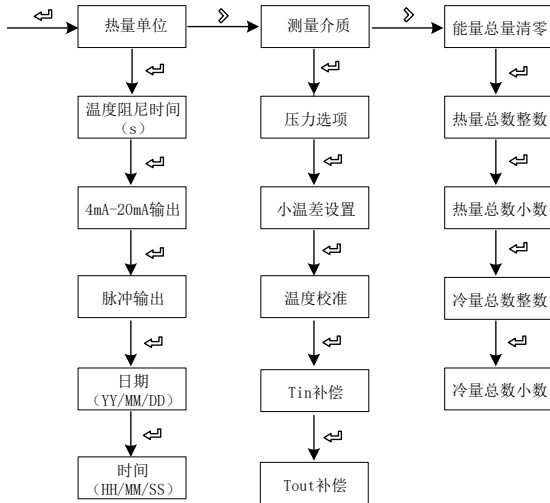 热量单位
测量介质
能量总量清零
温度阻尼时间
（s）
压力选项
热量总数整数
4mA-20mA输出
小温差设置
热量总数小数
脉冲输出
温度校准
冷量总数整数
日期
（YY/MM/DD）
Tin补偿
冷量总数小数
时间
（HH/MM/SS）
Tout补偿